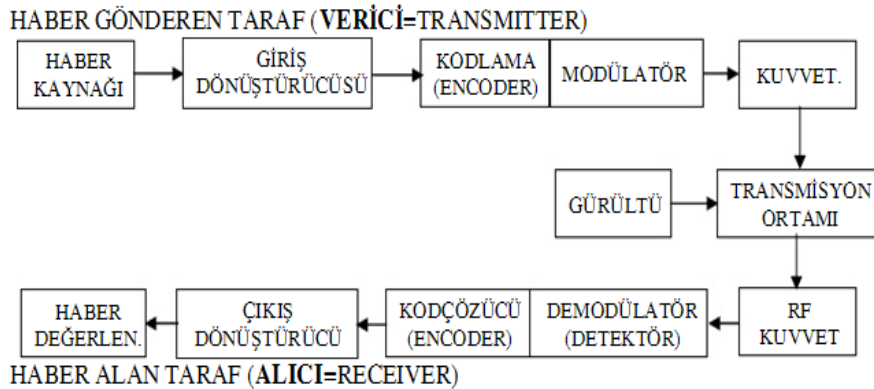 HABER GÖNDEREN TARAF (VERİCİ=TRANSMITTER)
HABER
KAYNAĞI
GİRİŞ
DÖNÜŞTÜRÜCÜSÜ
KODLAMA
(ENCODER)
MODÜLATÖR
KUVVET.
GÜRÜLTÜ
TRANSMİSYON
ORTAMI
HABER
DEĞERLEN.
ÇIKIŞ
DÖNÜŞTÜRÜCÜ
KODÇÖZÜCÜ
(ENCODER)
DEMODÜLATÖR
(DETEKTÖR)
RF
KUVVET
HABER ALAN TARAF (ALICI=RECEIVER)